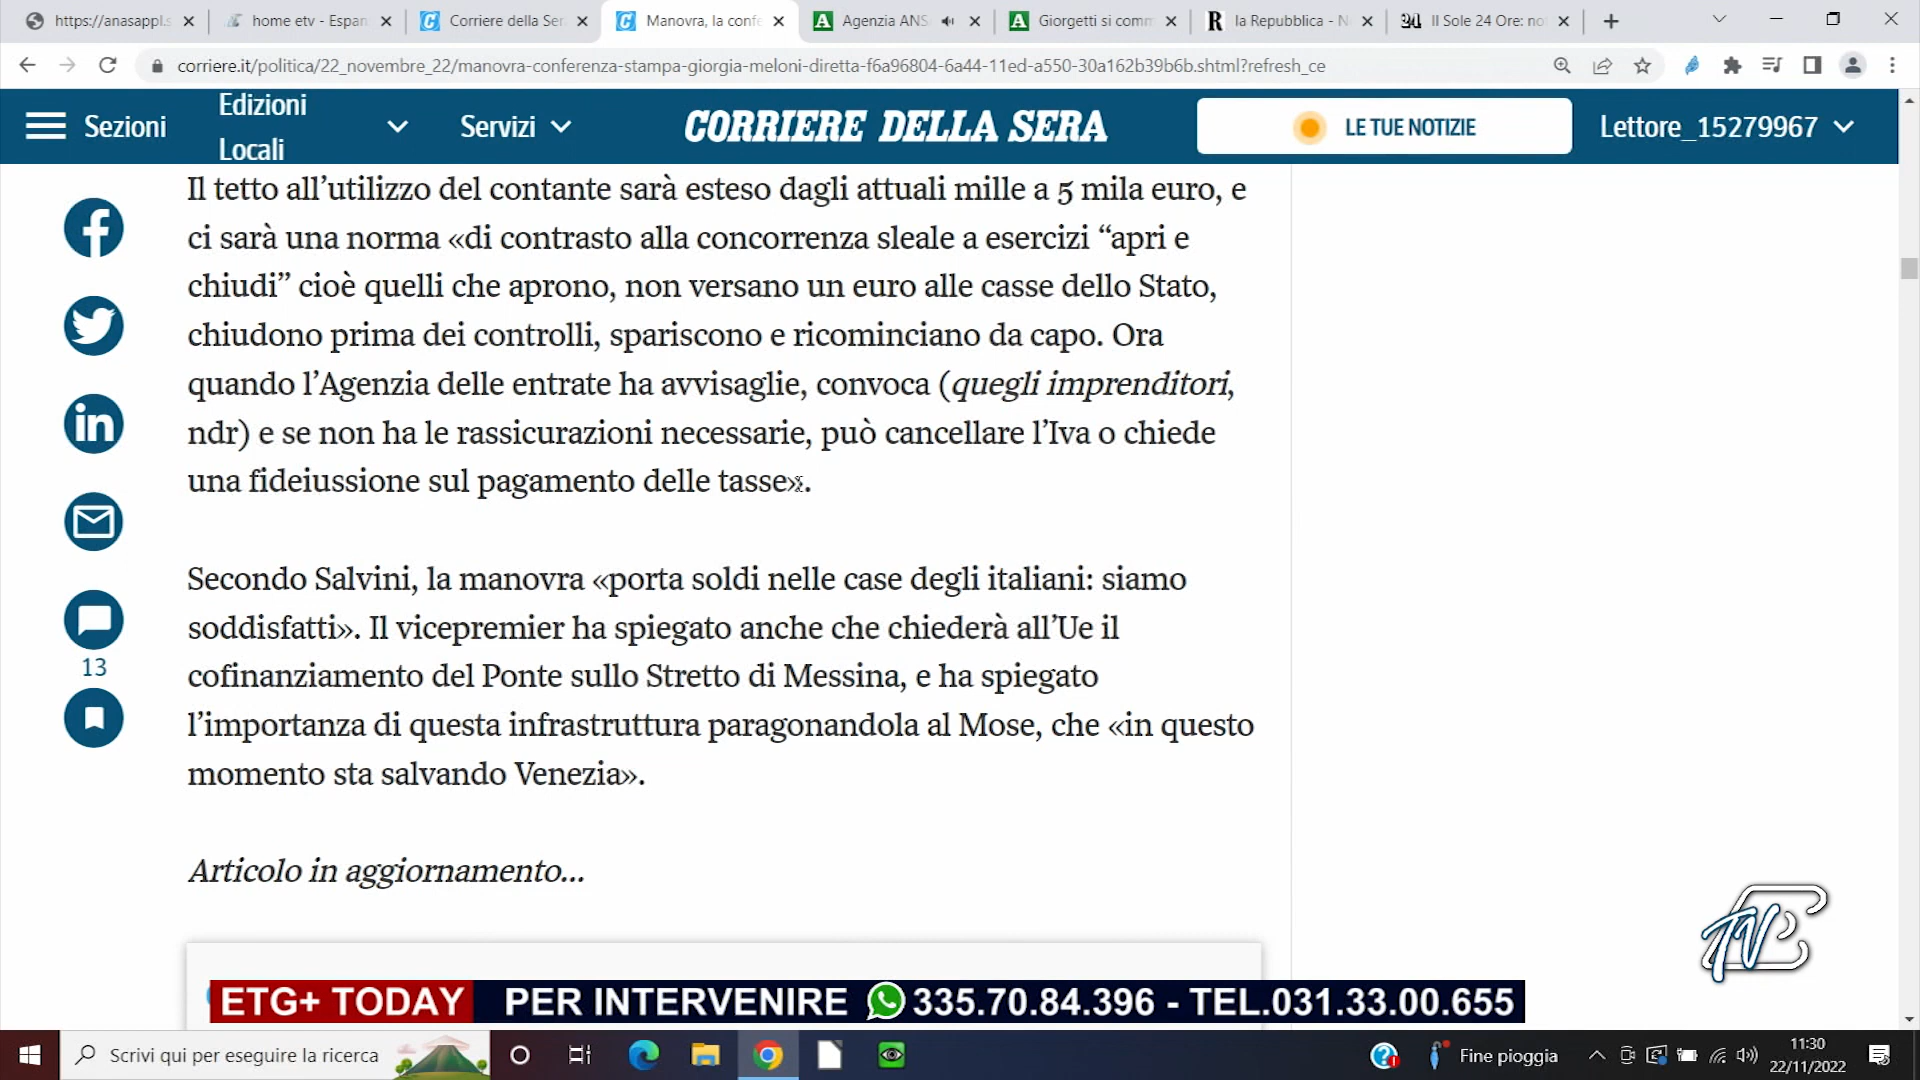 https://anasappl.s
home etv - Espan
Corriere della Ser
Manovra, la confe
Agenzia ANS
Giorgetti si comm
la Repubblica - N
Il Sole 24 Ore: no
corriere.it/politica/22_novembre_22/manovra-conferenza-stampa-giorgia-meloni-diretta-f6a96804-6a44-11ed-a550-30a162b39b6b.shtml?refresh_ce
Sezioni
Edizioni
Locali
Servizi
CORRIERE DELLA SERA
LE TUE NOTIZIE
Lettore_15279967
Il tetto all’utilizzo del contante sarà esteso dagli attuali mille a 5 mila euro, e
ci sarà una norma «di contrasto alla concorrenza sleale a esercizi “apri e
chiudi” cioè quelli che aprono, non versano un euro alle casse dello Stato,
chiudono prima dei controlli, spariscono e ricominciano da capo. Ora
quando l’Agenzia delle entrate ha avvisaglie, convoca (quegli imprenditori,
ndr) e se non ha le rassicurazioni necessarie, può cancellare l’Iva o chiede
una fideiussione sul pagamento delle tasse».
Secondo Salvini, la manovra «porta soldi nelle case degli italiani: siamo
soddisfatti». Il vicepremier ha spiegato anche che chiederà all’Ue il
cofinanziamento del Ponte sullo Stretto di Messina, e ha spiegato
l’importanza di questa infrastruttura paragonandola al Mose, che «in questo
momento sta salvando Venezia».
Articolo in aggiornamento...
13
ETG+ TODAY PER INTERVENIRE 335.70.84.396 - TEL.031.33.00.655
Scrivi qui per eseguire la ricerca
Fine pioggia
11:30
22/11/2022